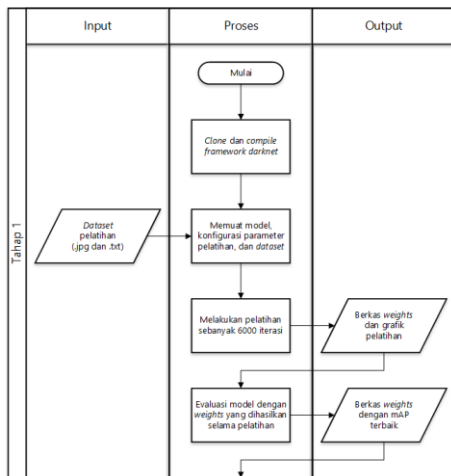 Input
Proses
Output
Tahap 1
Mulai
Clone dan compile
framework darknet
Dataset
pelatihan
(.jpg dan .txt)
Memuat model,
konfigurasi parameter
pelatihan, dan dataset
Melakukan pelatihan
sebanyak 6000 iterasi
Berkas weights
dan grafik
pelatihan
Evaluasi model dengan
weights yang dihasilkan
selama pelatihan
Berkas weights
dengan mAP
terbaik